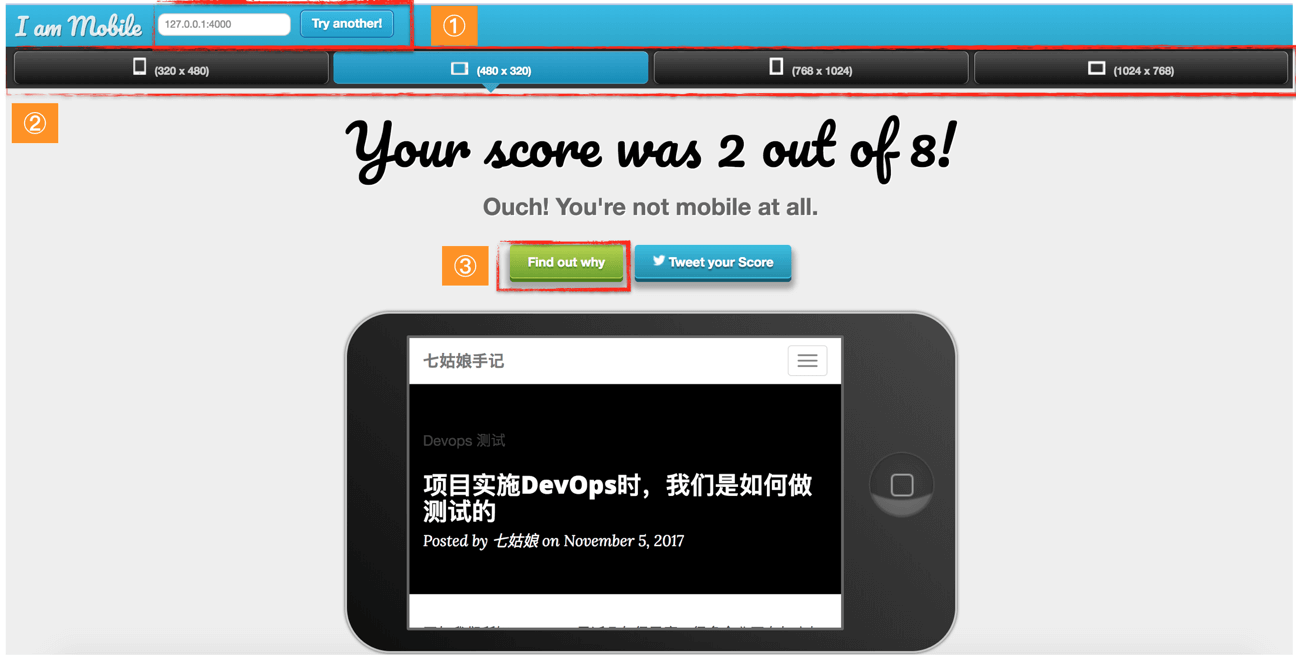 I am Mobile
127.0.0.1:4000
Try another!
①
(320 x 480)
(480 x 320)
(768 x 1024)
(1024 x 768)
②
Your score was 2 out of 8!
Ouch! You're not mobile at all.
③
Find out why
Tweet your Score
七姑娘手记
Devops 测试
项目实施DevOps时，我们是如何做
测试的
Posted by 七姑娘 on November 5, 2017